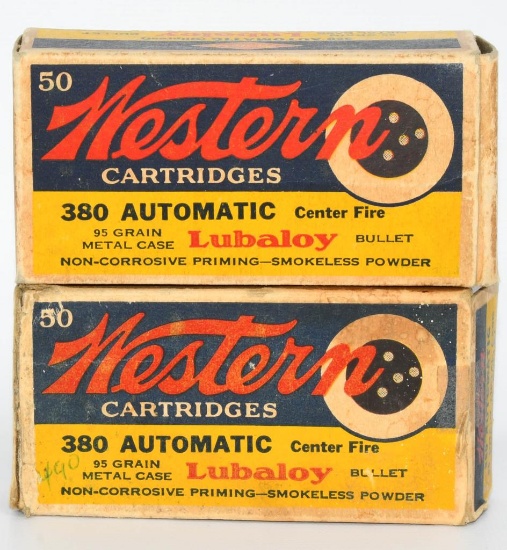 50
Western
CARTRIDGES
380 AUTOMATIC Center Fire
95 GRAIN
METAL CASE Lubaloy BULLET
NON-CORROSIVE PRIMING—SMOKELESS POWDER
50
Western
CARTRIDGES
380 AUTOMATIC Center Fire
95 GRAIN
METAL CASE Lubaloy BULLET
NON-CORROSIVE PRIMING—SMOKELESS POWDER